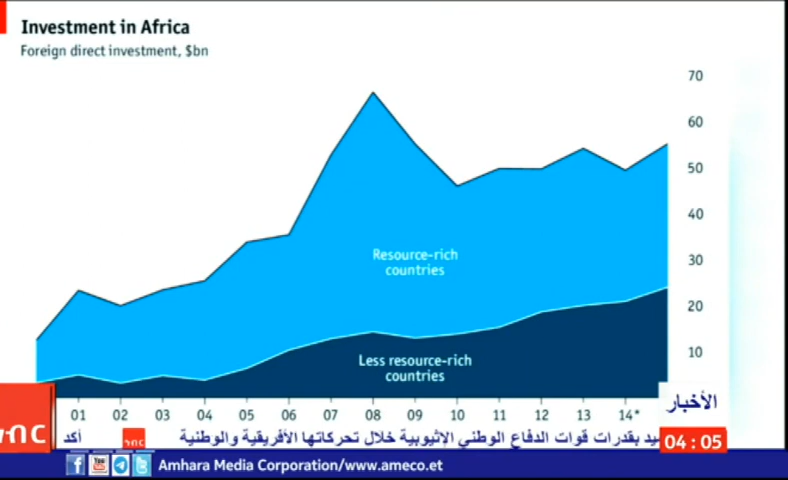 Investment in Africa
Foreign direct investment, $bn
70
60
50
40
30
20
10
Resource-rich
countries
Less resource-rich
countries
01 02 03 04 05 06 07 08 09 10 11 12 13 14*
الأخبار
يد بقدرات قوات الدفاع الوطني الإثيوبية خلال تحركاتها الأفريقية والوطنية
أكد
04:05
Amhara Media Corporation/www.ameco.et